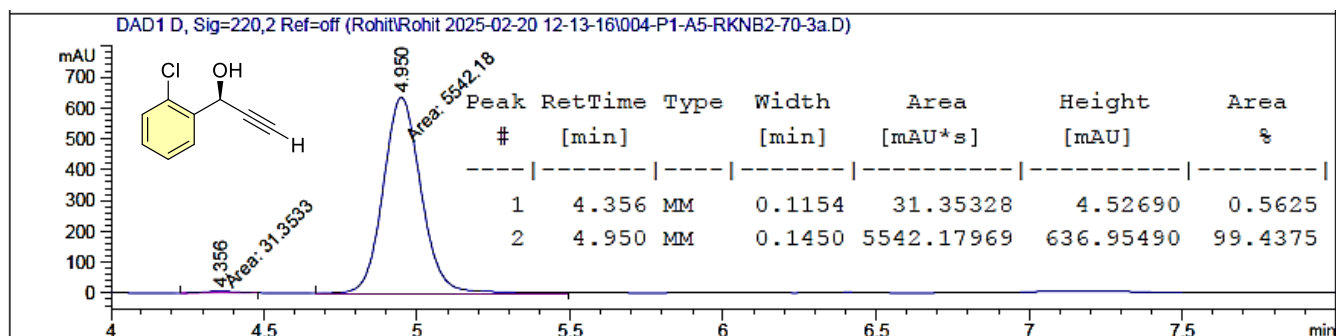 DAD1 D, Sig=220,2 Ref=off (Rohit\Rohit 2025-02-20 12-13-16\004-P1-A5-RKNB2-70-3a.D)
mAU
700
600
500
400
300
200
100
0
Cl
OH
H
4.356
Area: 31.3533
4.950
Area: 5542.18
Peak RetTime Type Width Area Height Area
# [min] [min] [mAU*s] [mAU] %
----|-------|----|-------|----------|----------|--------|
1 4.356 MM 0.1154 31.35328 4.52690 0.5625
2 4.950 MM 0.1450 5542.17969 636.95490 99.4375
4 4.5 5 5.5 6 6.5 7 7.5 min